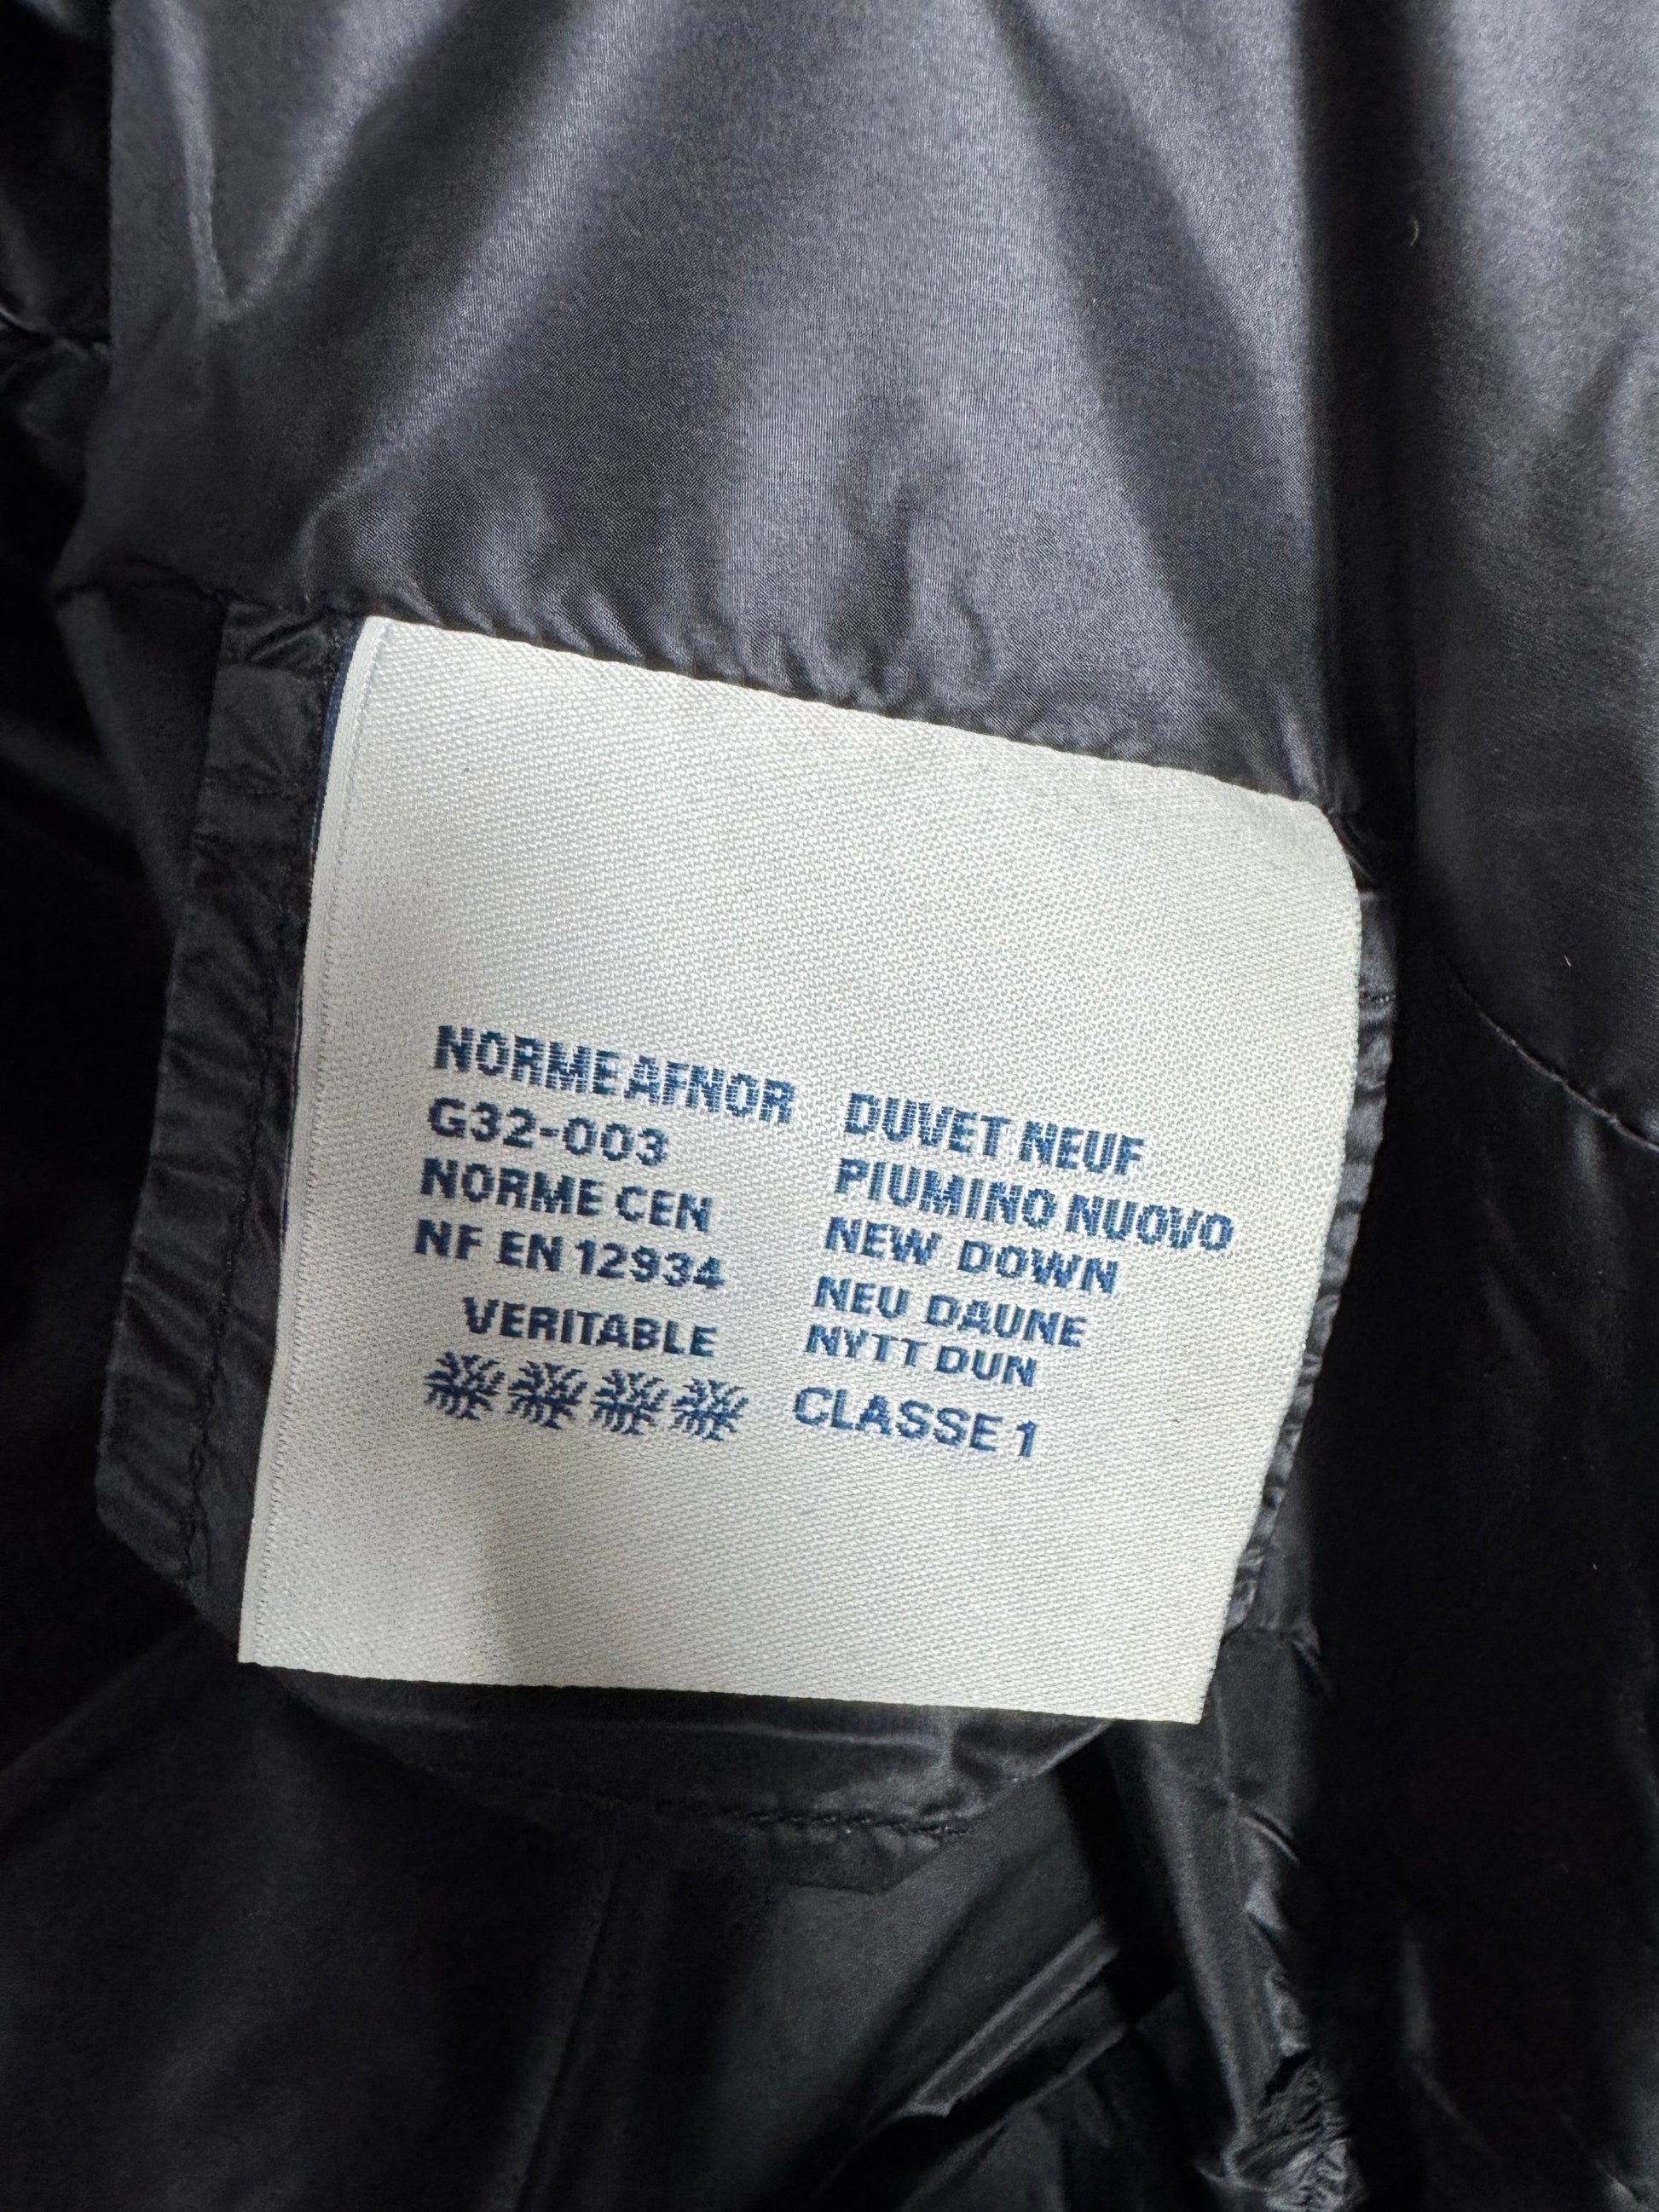 NORME AFNOR
G32-003
NORME CEN
NF EN 12934
VERITABLE
DUVET NEUF
PIUMINO NUOVO
NEW DOWN
NEU DAUNE
NYTT DUN
CLASSE 1